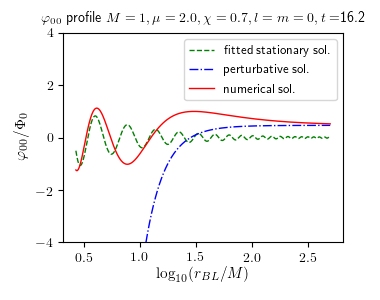 φ₀₀ profile M = 1, μ = 2.0, χ = 0.7, l = m = 0, t =16.2
4
2
0
−2
−4
φ₀₀/Φ₀
fitted stationary sol.
perturbative sol.
numerical sol.
0.5 1.0 1.5 2.0 2.5
log₁₀(r_BL/M)